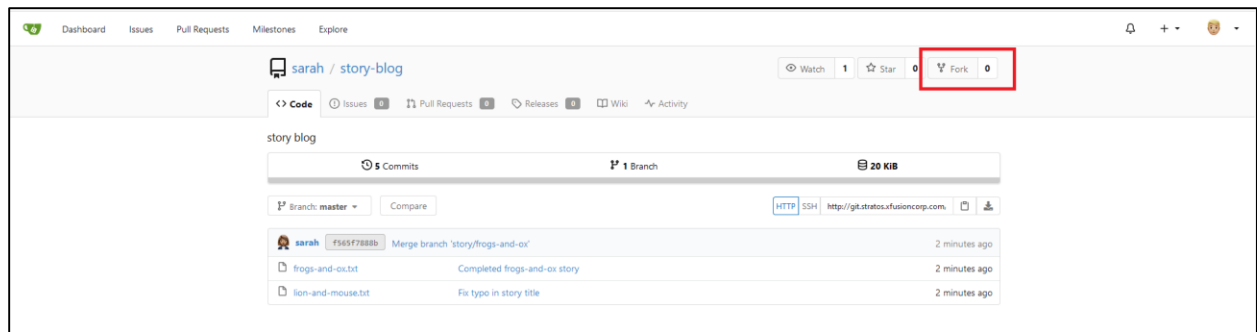 Dashboard Issues Pull Requests Milestones Explore
sarah / story-blog
Watch 1 Star 0 Fork 0
Code Issues 0 Pull Requests 0 Releases 0 Wiki Activity
story blog
5 Commits 1 Branch 20 KiB
Branch: master Compare HTTP SSH http://git.stratos.xfusioncorp.com,
sarah f565f7888b Merge branch 'story/frogs-and-ox' 2 minutes ago
frogs-and-ox.txt Completed frogs-and-ox story 2 minutes ago
lion-and-mouse.txt Fix typo in story title 2 minutes ago